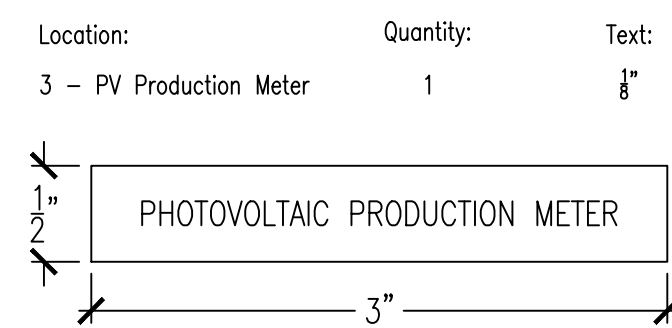 Location: Quantity: Text:
3 - PV Production Meter 1 1/8"
1/2"
PHOTOVOLTAIC PRODUCTION METER
3"